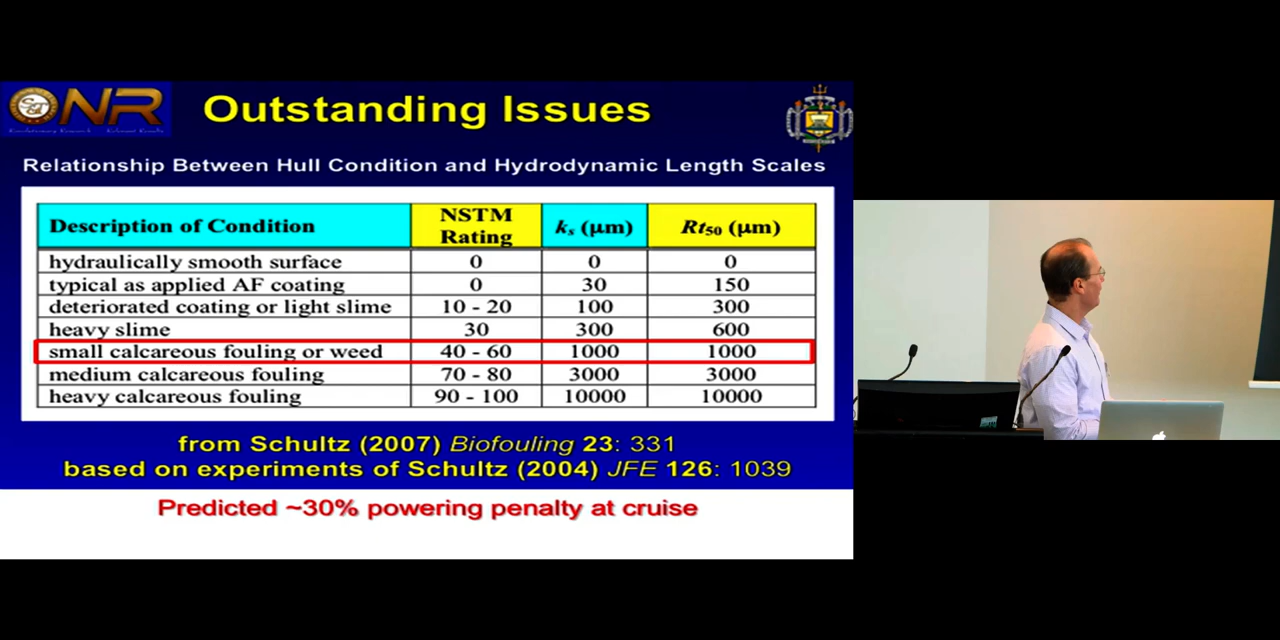 ONR
Outstanding Issues
Revolutionary Research Relevant Results
Relationship Between Hull Condition and Hydrodynamic Length Scales
Description of Condition NSTM Rating ks (μm) Rt50 (μm)
hydraulically smooth surface 0 0 0
typical as applied AF coating 0 30 150
deteriorated coating or light slime 10 - 20 100 300
heavy slime 30 300 600
small calcareous fouling or weed 40 - 60 1000 1000
medium calcareous fouling 70 - 80 3000 3000
heavy calcareous fouling 90 - 100 10000 10000
from Schultz (2007) Biofouling 23: 331
based on experiments of Schultz (2004) JFE 126: 1039
Predicted ~30% powering penalty at cruise